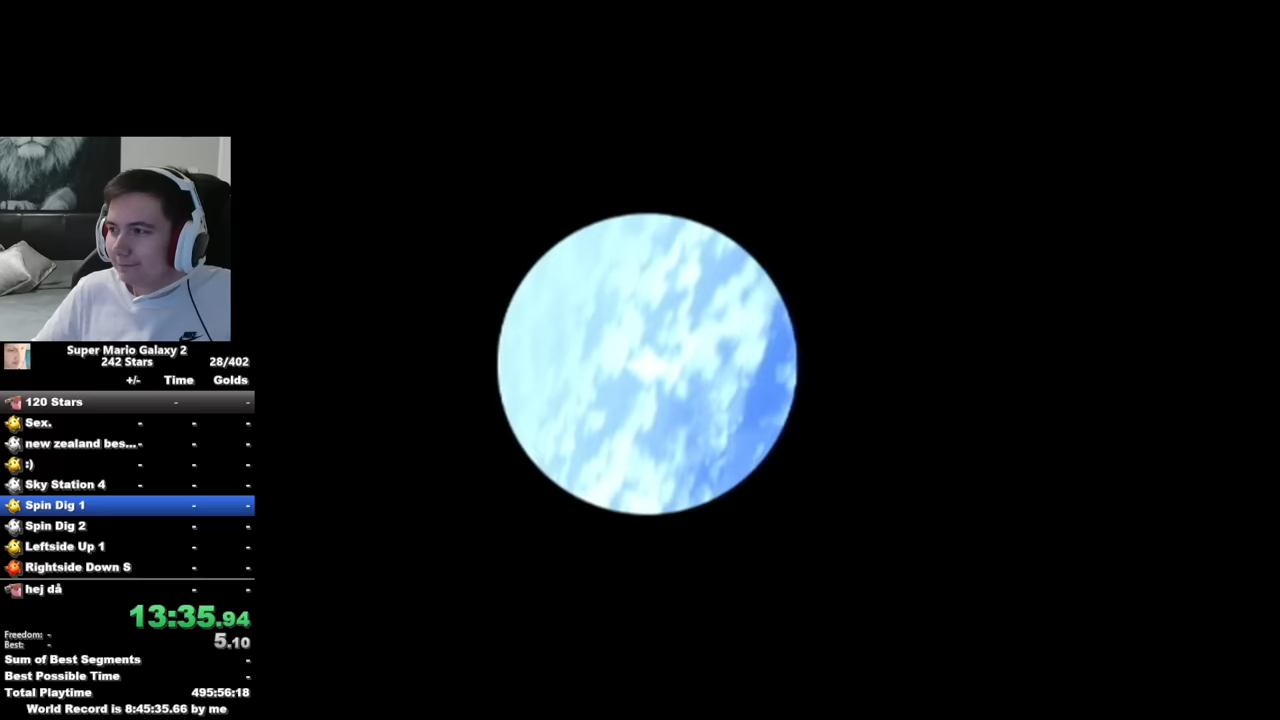 Super Mario Galaxy 2
242 Stars 28/402
+/- Time Golds
120 Stars - -
Sex. - - -
new zealand bes... - - -
:) - - -
Sky Station 4 - - -
Spin Dig 1 - -
Spin Dig 2 - -
Leftside Up 1 - -
Rightside Down S - -
hej då - -
13:35.94
Freedom: - 5.10
Best: -
Sum of Best Segments -
Best Possible Time -
Total Playtime 495:56:18
World Record is 8:45:35.66 by me